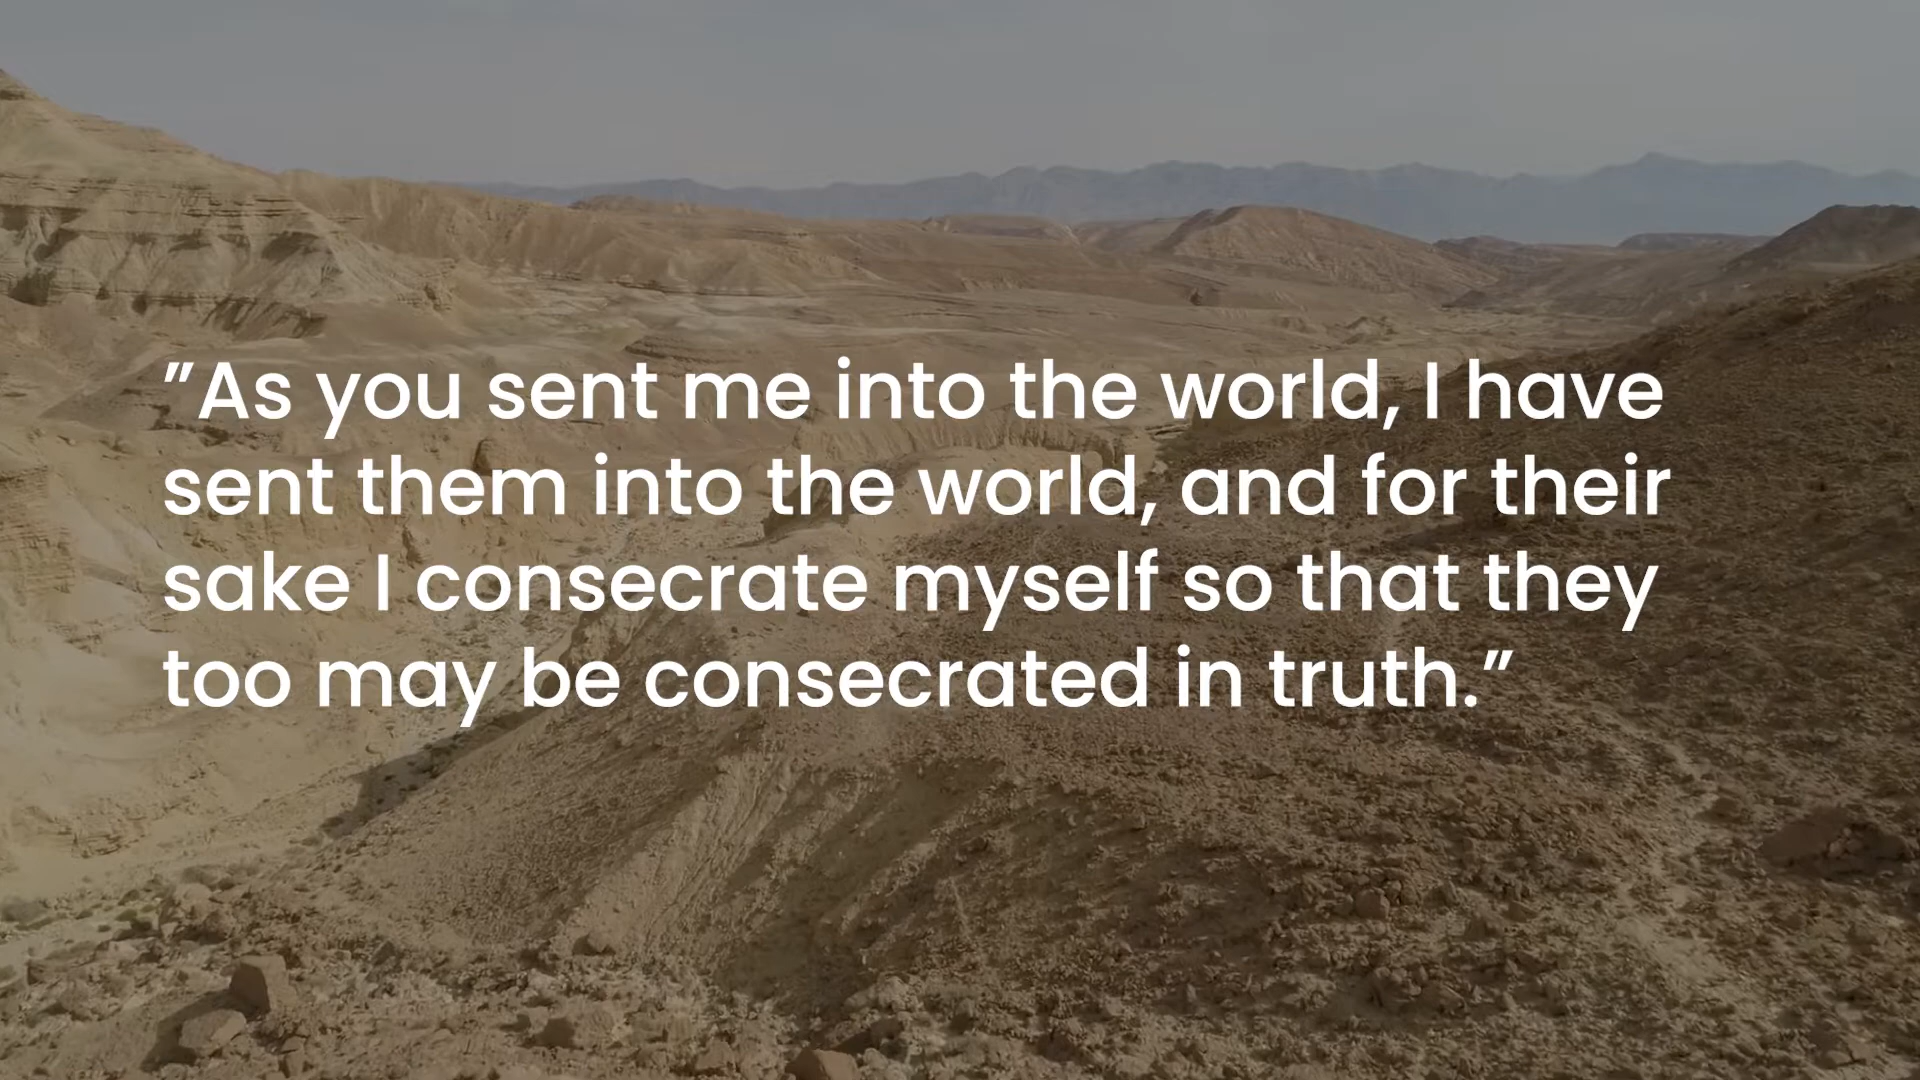 ”As you sent me into the world, I have
sent them into the world, and for their
sake I consecrate myself so that they
too may be consecrated in truth.”